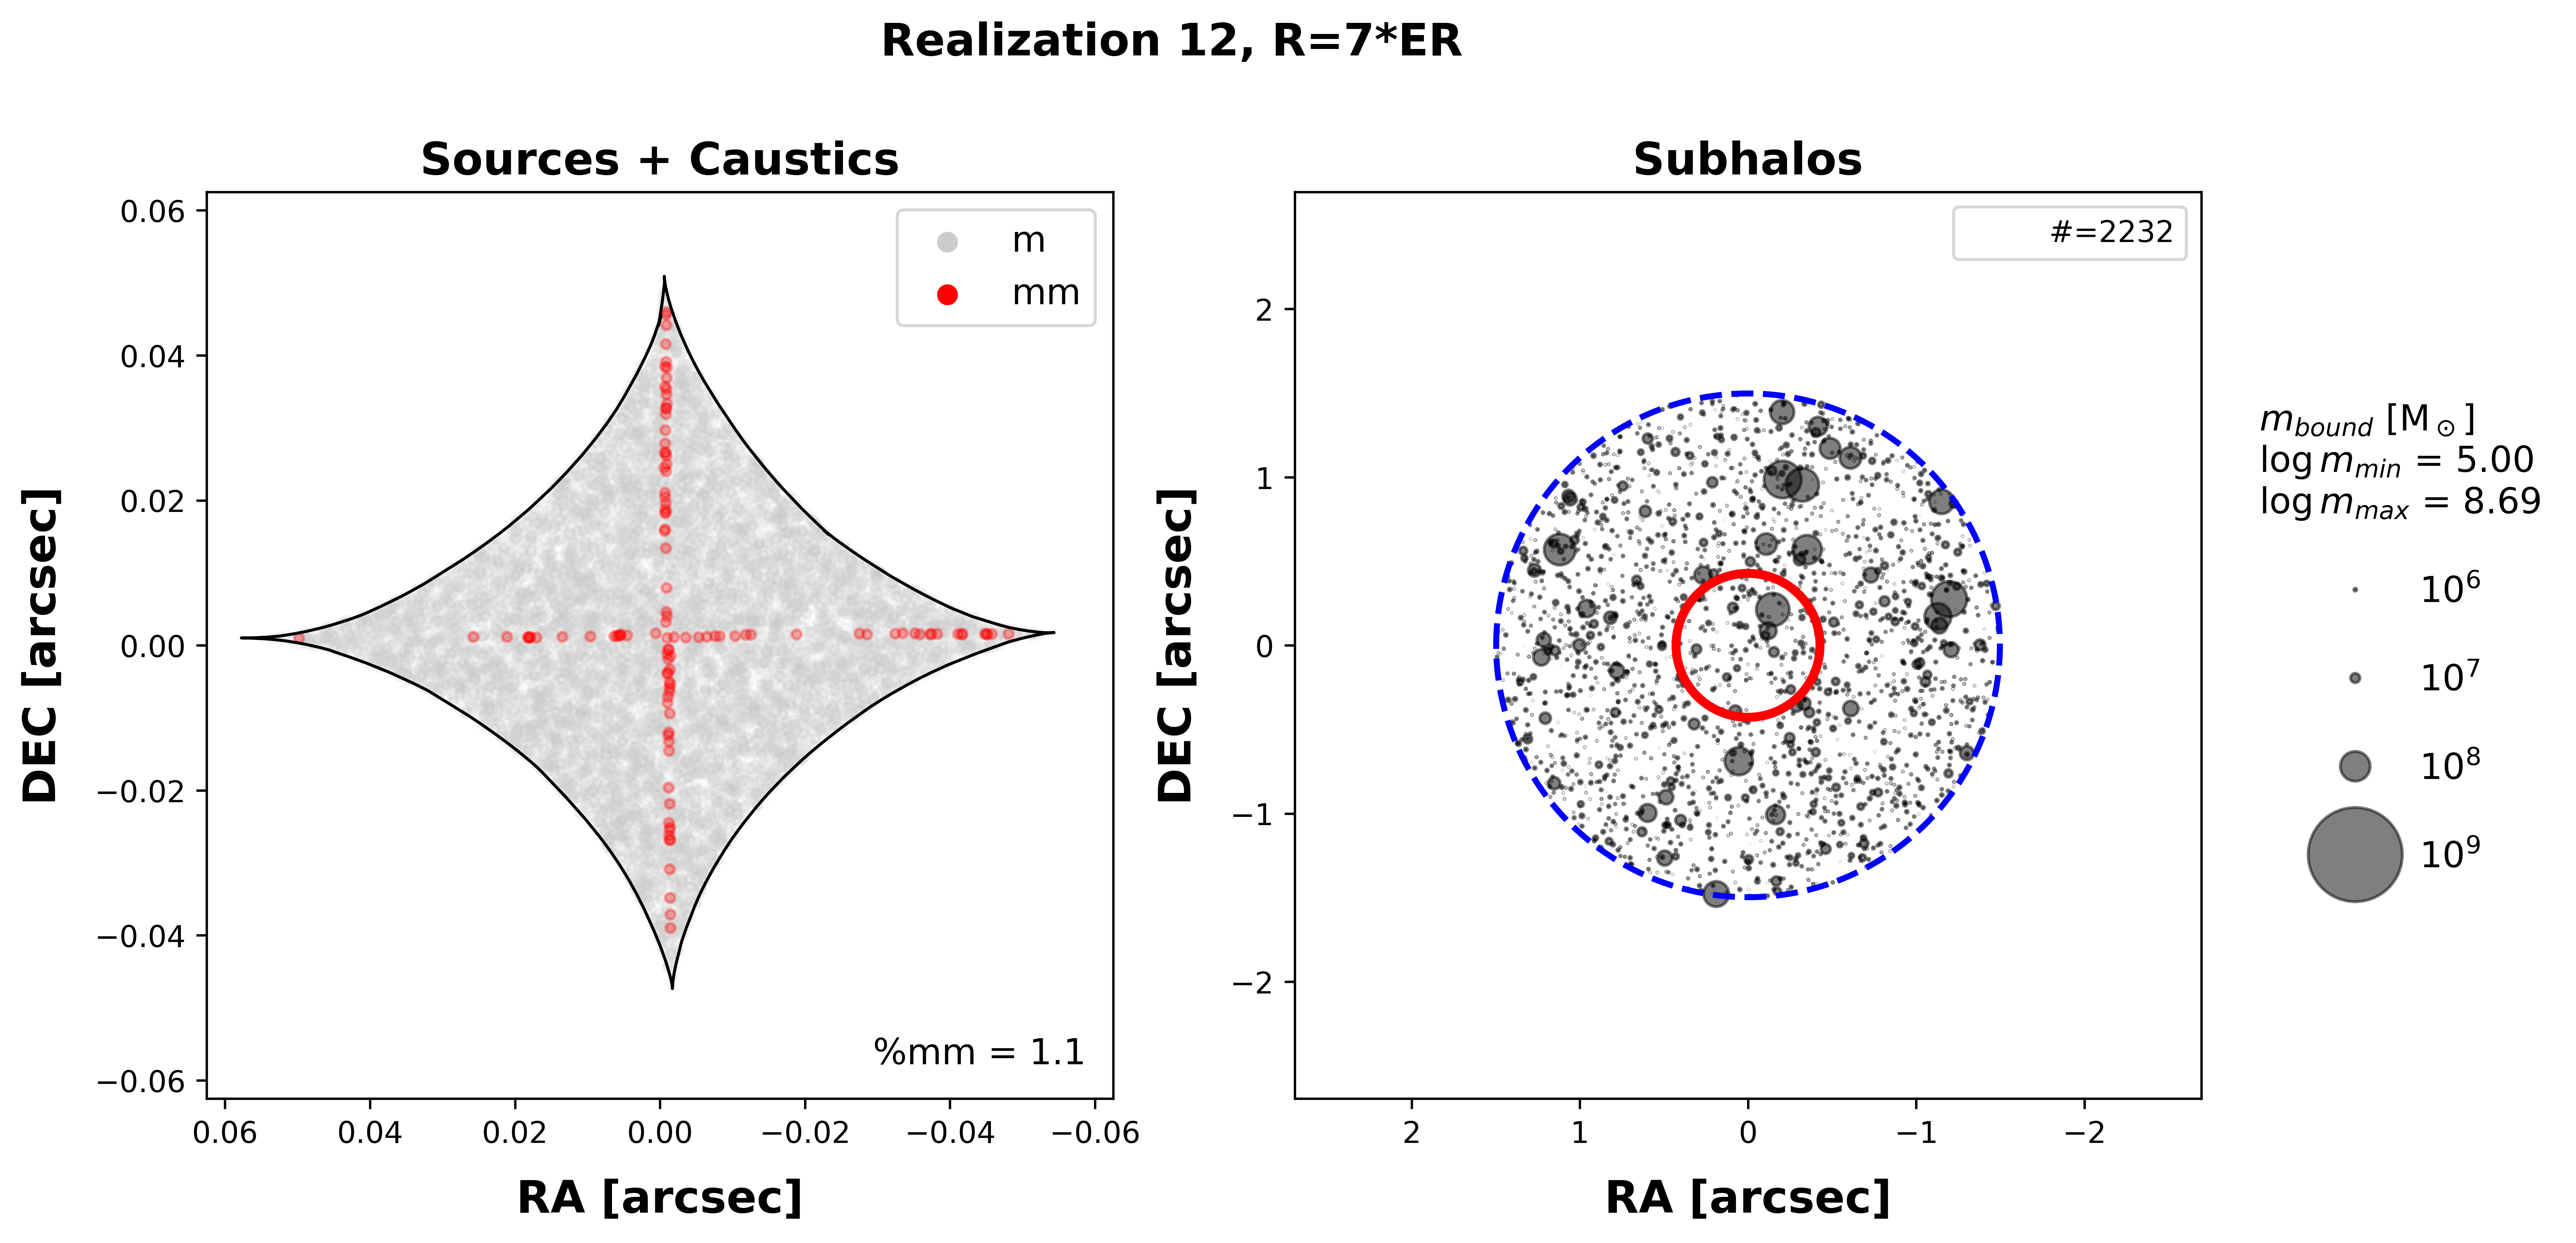 Realization 12, R=7*ER
Sources + Caustics
0.06
0.04
0.02
0.00
−0.02
−0.04
−0.06
0.06
0.04
0.02
0.00
−0.02
−0.04
−0.06
DEC [arcsec]
RA [arcsec]
m
mm
%mm = 1.1
Subhalos
#=2232
2
1
0
−1
−2
2
1
0
−1
−2
DEC [arcsec]
RA [arcsec]
m_bound [M_⊙]
log m_min = 5.00
log m_max = 8.69
10^6
10^7
10^8
10^9